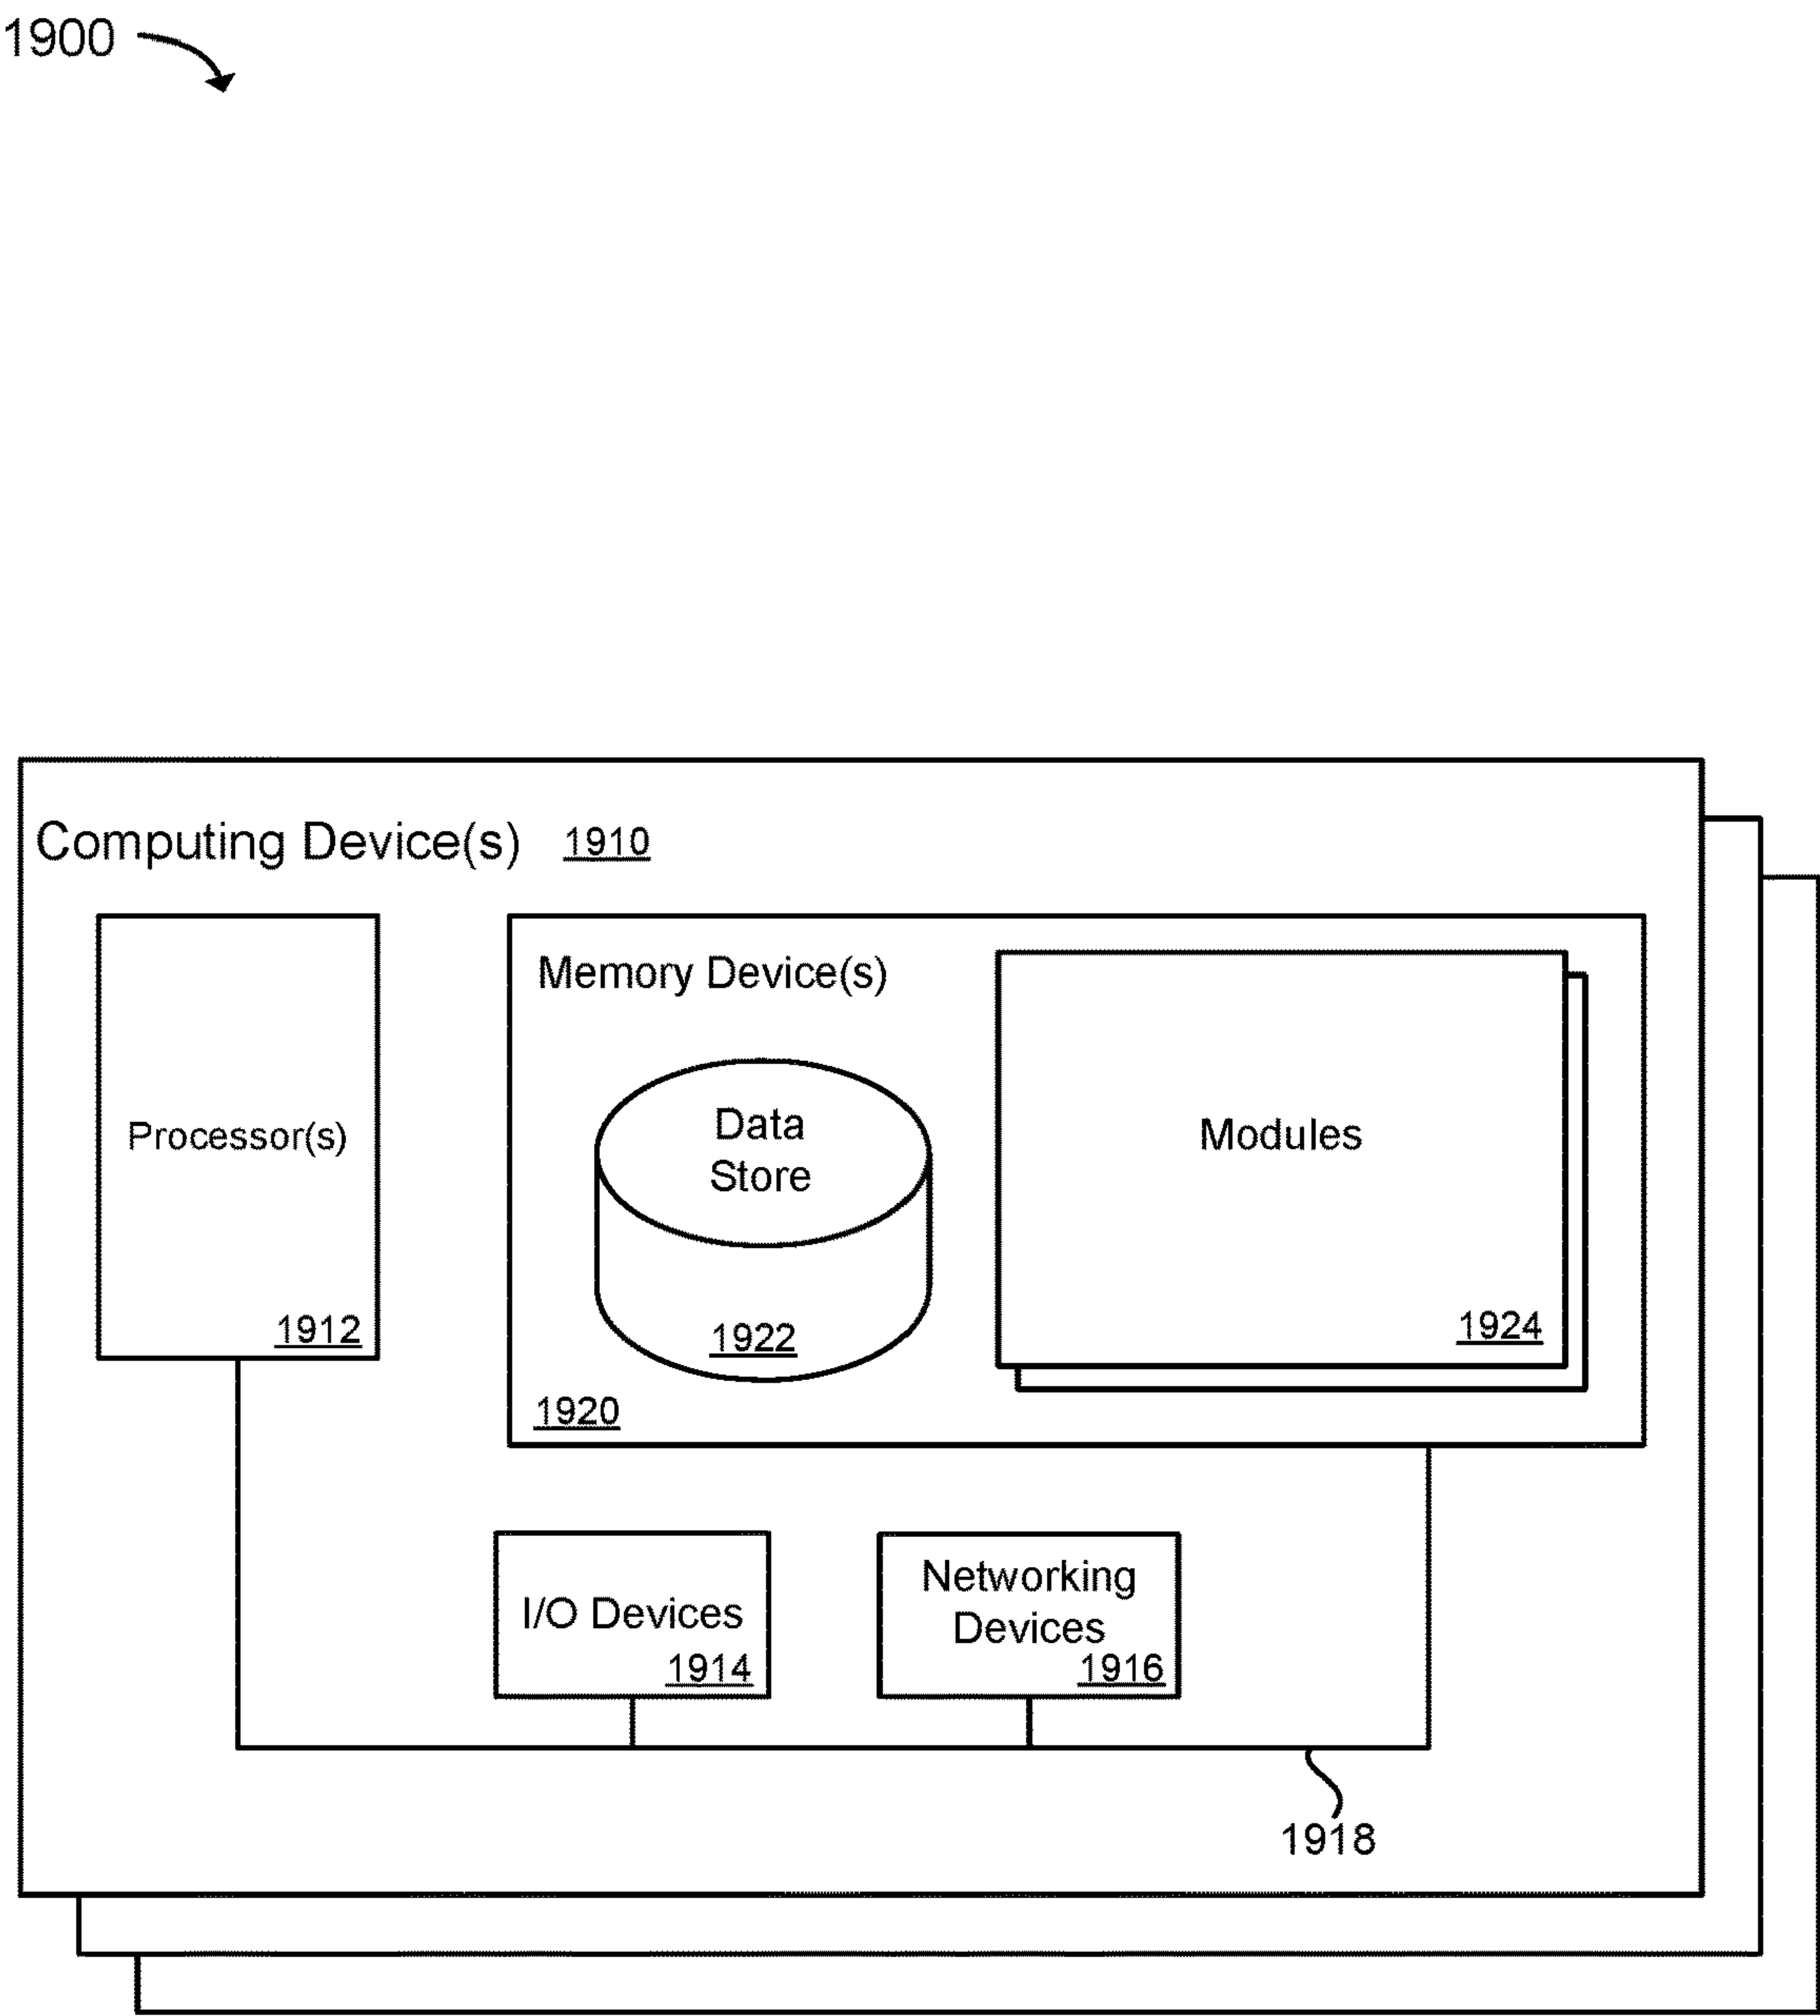 1900
Computing Device(s) 1910
Memory Device(s)
Processor(s)
1912
Data
Store
1922
Modules
1924
1920
I/O Devices
1914
Networking
Devices
1916
1918